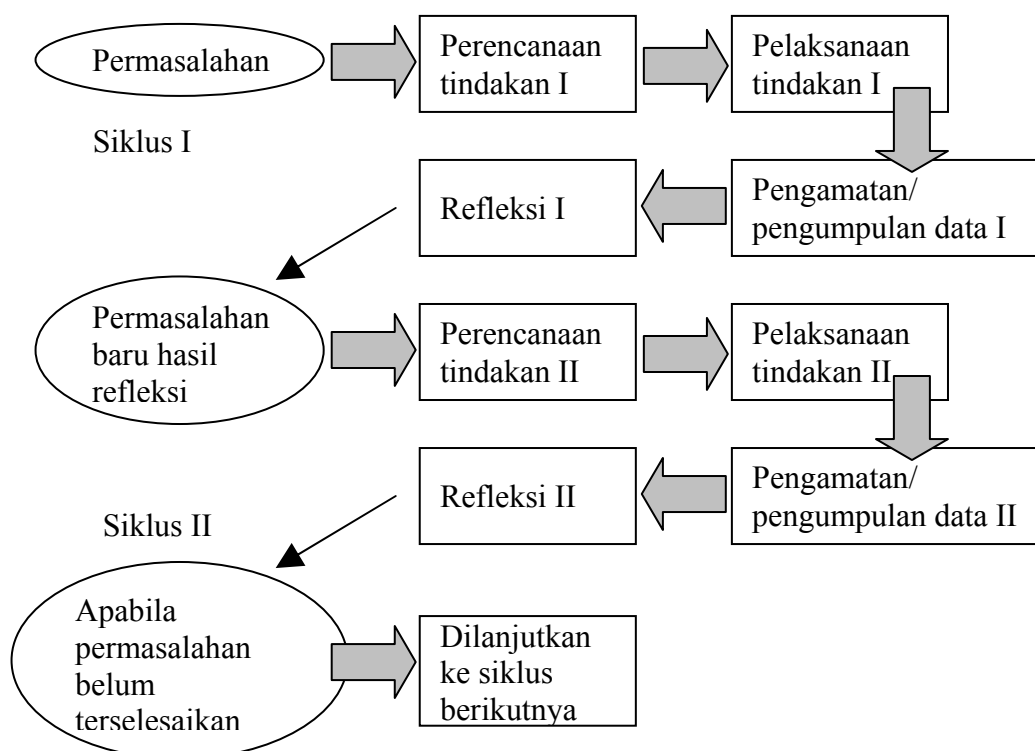 Permasalahan
Perencanaan
tindakan I
Pelaksanaan
tindakan I
Siklus I
Refleksi I
Pengamatan/
pengumpulan data I
Permasalahan
baru hasil
refleksi
Perencanaan
tindakan II
Pelaksanaan
tindakan II
Siklus II
Refleksi II
Pengamatan/
pengumpulan data II
Apabila
permasalahan
belum
terselesaikan
Dilanjutkan
ke siklus
berikutnya